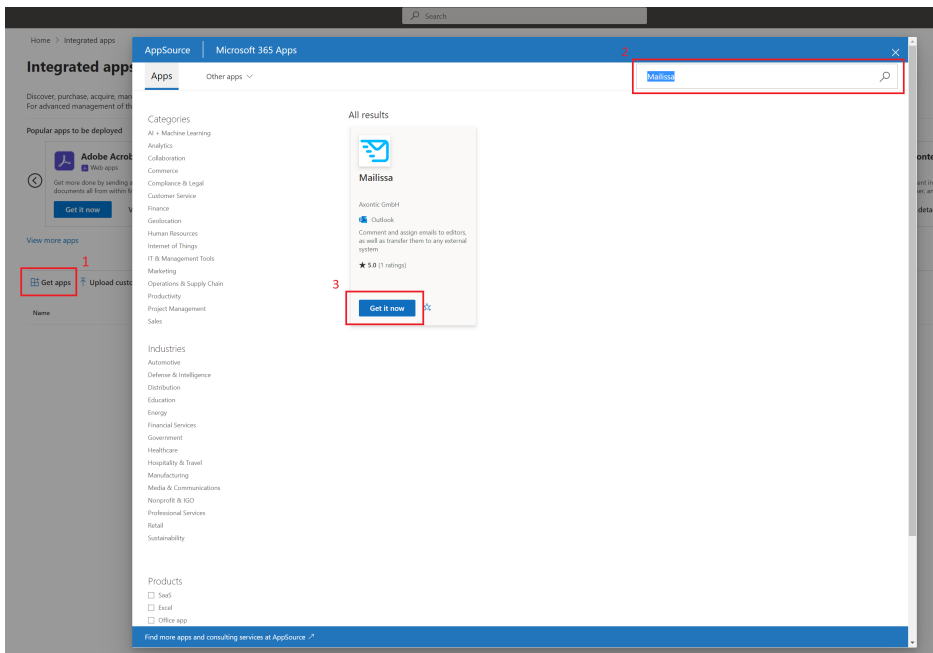 Search
Home > Integrated apps
Integrated apps
Discover, purchase, acquire, man
For advanced management of th
Popular apps to be deployed
Adobe Acrob
Web apps
Get more done by sending a
documents all from within M
Get it now
V
View more apps
1
Get apps
Upload custo
Name
AppSource
Microsoft 365 Apps
Apps
Other apps
Mailissa
Categories
AI + Machine Learning
Analytics
Collaboration
Commerce
Compliance & Legal
Customer Service
Finance
Geolocation
Human Resources
Internet of Things
IT & Management Tools
Marketing
Operations & Supply Chain
Productivity
Project Management
Sales
Industries
Automotive
Defense & Intelligence
Distribution
Education
Energy
Financial Services
Government
Healthcare
Hospitality & Travel
Manufacturing
Media & Communications
Nonprofit & IGO
Professional Services
Retail
Sustainability
Products
SaaS
Excel
Office app
All results
Mailissa
Axontic GmbH
Outlook
Comment and assign emails to editors,
as well as transfer them to any external
system
★ 5.0 (1 ratings)
3
Get it now
Find more apps and consulting services at AppSource
onte
detai